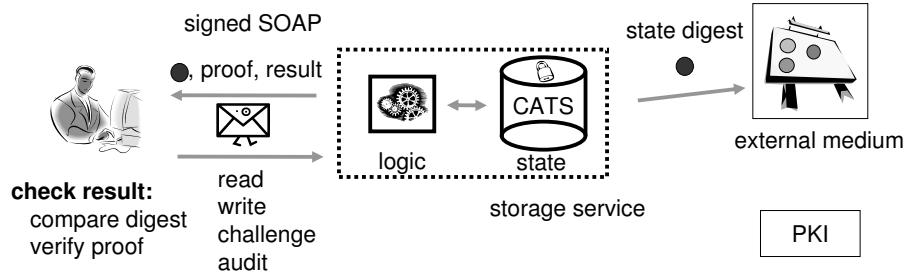 signed SOAP
, proof, result
state digest
CATS
logic
state
external medium
check result:
compare digest
verify proof
read
write
challenge
audit
storage service
PKI